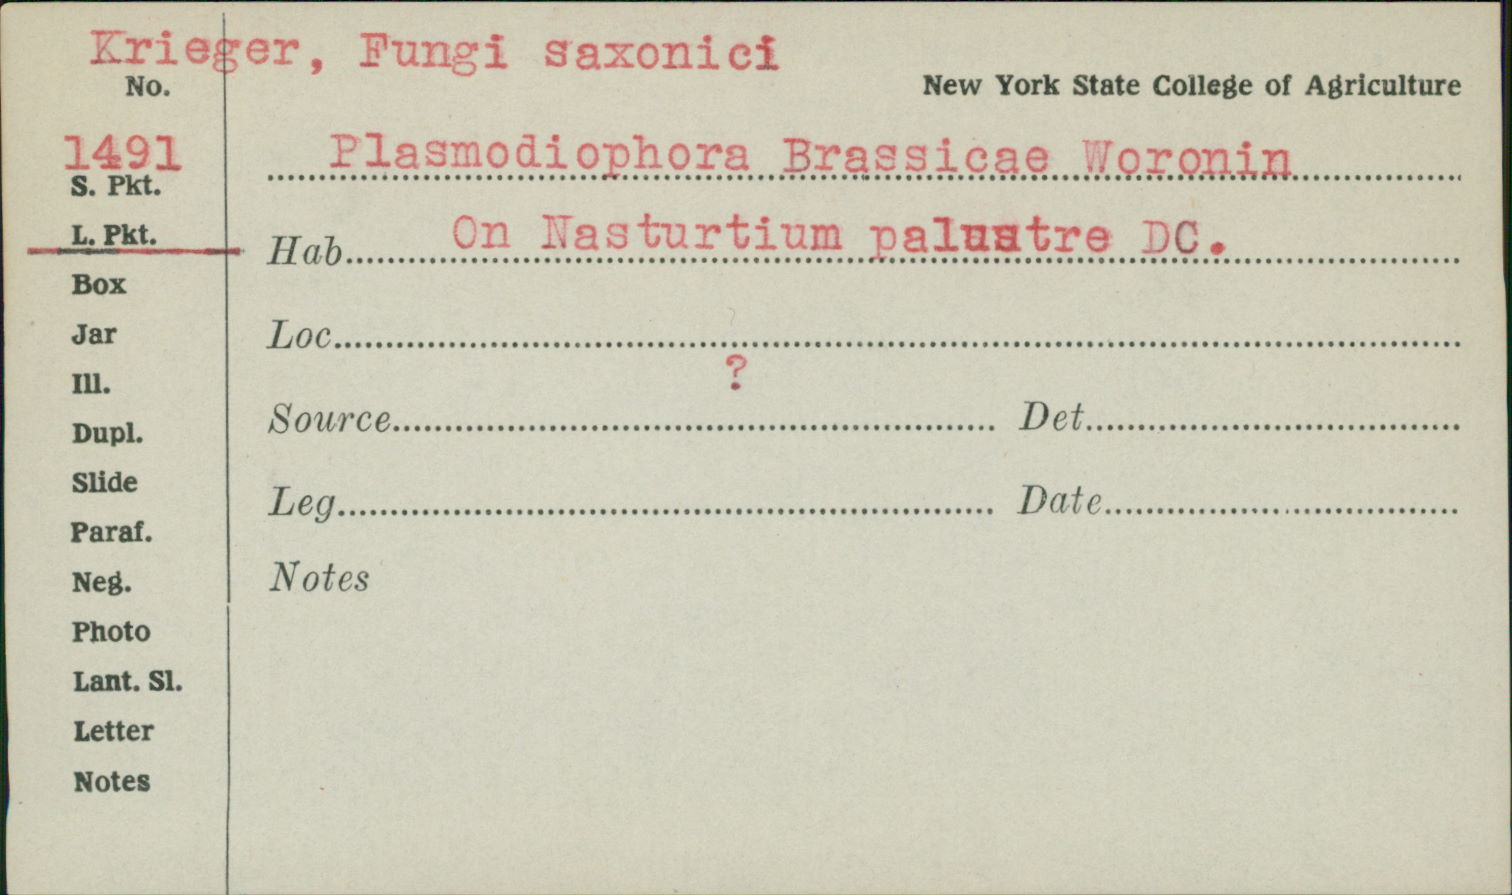 Krieger, Fungi saxonici
No.
New York State College of Agriculture
1491
Plasmodiophora Brassicae Woronin
S. Pkt.
L. Pkt.
Hab. On Nasturtium palustre DC.
Box
Jar
Loc.
Ill.
?
Dupl.
Source Det.
Slide
Leg. Date
Paraf.
Neg.
Notes
Photo
Lant. Sl.
Letter
Notes